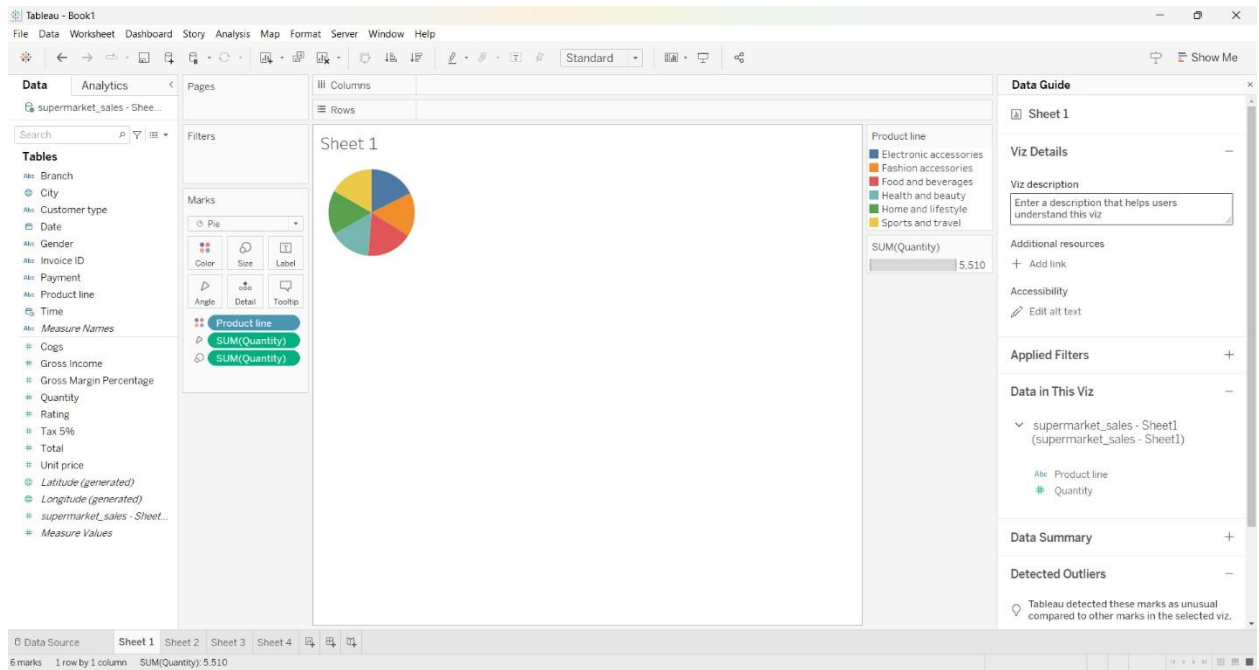 Tableau - Book1
File Data Worksheet Dashboard Story Analysis Map Format Server Window Help
Standard
Show Me
Data Analytics
supermarket_sales - Shee...
Search
Tables
Abc Branch
City
Abc Customer type
Date
Abc Gender
Abc Invoice ID
Abc Payment
Abc Product line
Time
Abc Measure Names
# Cogs
# Gross Income
# Gross Margin Percentage
# Quantity
# Rating
# Tax 5%
# Total
# Unit price
Latitude (generated)
Longitude (generated)
# supermarket_sales - Sheet...
# Measure Values
Pages
Filters
Marks
Pie
Color Size Label
Angle Detail Tooltip
Product line
SUM(Quantity)
SUM(Quantity)
iii Columns
Rows
Sheet 1
Product line
Electronic accessories
Fashion accessories
Food and beverages
Health and beauty
Home and lifestyle
Sports and travel
SUM(Quantity)
5,510
Data Guide
Sheet 1
Viz Details
Viz description
Enter a description that helps users
understand this viz
Additional resources
+ Add link
Accessibility
Edit alt text
Applied Filters
Data in This Viz
supermarket_sales - Sheet1
(supermarket_sales - Sheet1)
Abc Product line
# Quantity
Data Summary
Detected Outliers
Tableau detected these marks as unusual
compared to other marks in the selected viz.
Data Source Sheet 1 Sheet 2 Sheet 3 Sheet 4
6 marks 1 row by 1 column SUM(Quantity): 5.510